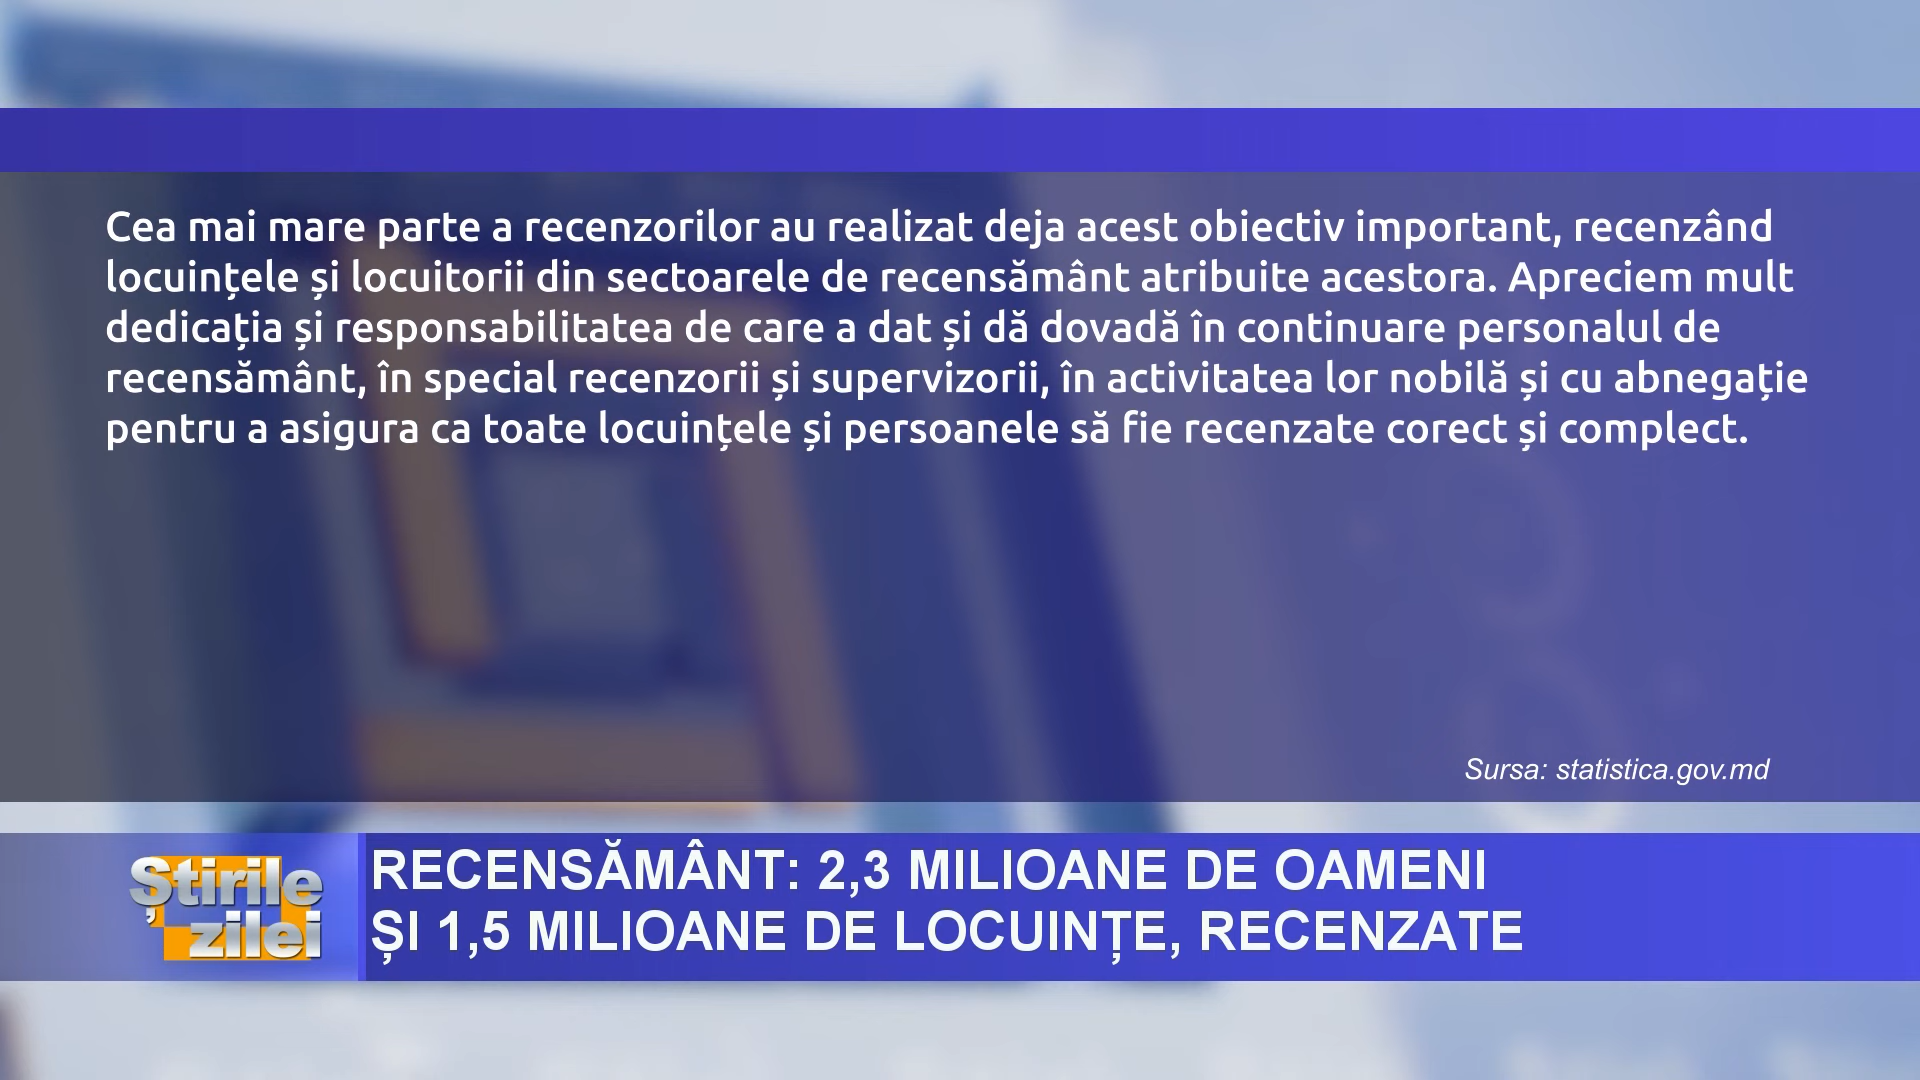 Cea mai mare parte a recenzorilor au realizat deja acest obiectiv important, recenzând
locuințele și locuitorii din sectoarele de recensământ atribuite acestora. Apreciem mult
dedicația și responsabilitatea de care a dat și dă dovadă în continuare personalul de
recensământ, în special recenzorii și supervizorii, în activitatea lor nobilă și cu abnegație
pentru a asigura ca toate locuințele și persoanele să fie recenzate corect și complect.
Sursa: statistica.gov.md
Știrile
zilei
RECENSĂMÂNT: 2,3 MILIOANE DE OAMENI
ȘI 1,5 MILIOANE DE LOCUINȚE, RECENZATE